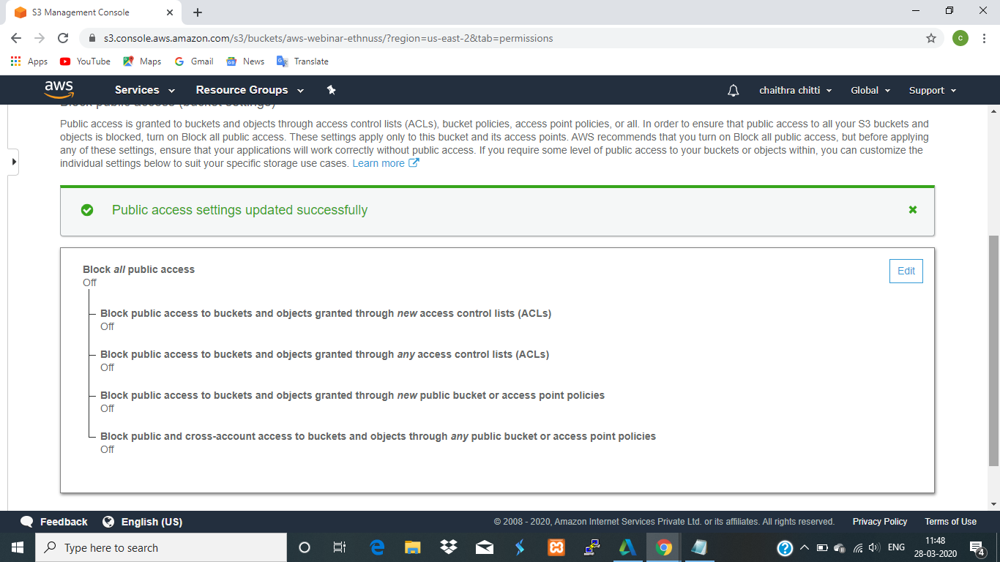 S3 Management Console
s3.console.aws.amazon.com/s3/buckets/aws-webinar-ethnuss/?region=us-east-2&tab=permissions
c
Apps YouTube Maps Gmail News Translate
aws Services Resource Groups chaithra chitti Global Support
Block public access (bucket settings)
Public access is granted to buckets and objects through access control lists (ACLs), bucket policies, access point policies, or all. In order to ensure that public access to all your S3 buckets and
objects is blocked, turn on Block all public access. These settings apply only to this bucket and its access points. AWS recommends that you turn on Block all public access, but before applying
any of these settings, ensure that your applications will work correctly without public access. If you require some level of public access to your buckets or objects within, you can customize the
individual settings below to suit your specific storage use cases. Learn more
Public access settings updated successfully
Block all public access
Off
Edit
Block public access to buckets and objects granted through new access control lists (ACLs)
Off
Block public access to buckets and objects granted through any access control lists (ACLs)
Off
Block public access to buckets and objects granted through new public bucket or access point policies
Off
Block public and cross-account access to buckets and objects through any public bucket or access point policies
Off
Feedback English (US) © 2008 - 2020, Amazon Internet Services Private Ltd. or its affiliates. All rights reserved. Privacy Policy Terms of Use
Type here to search
ENG
11:48
28-03-2020
4